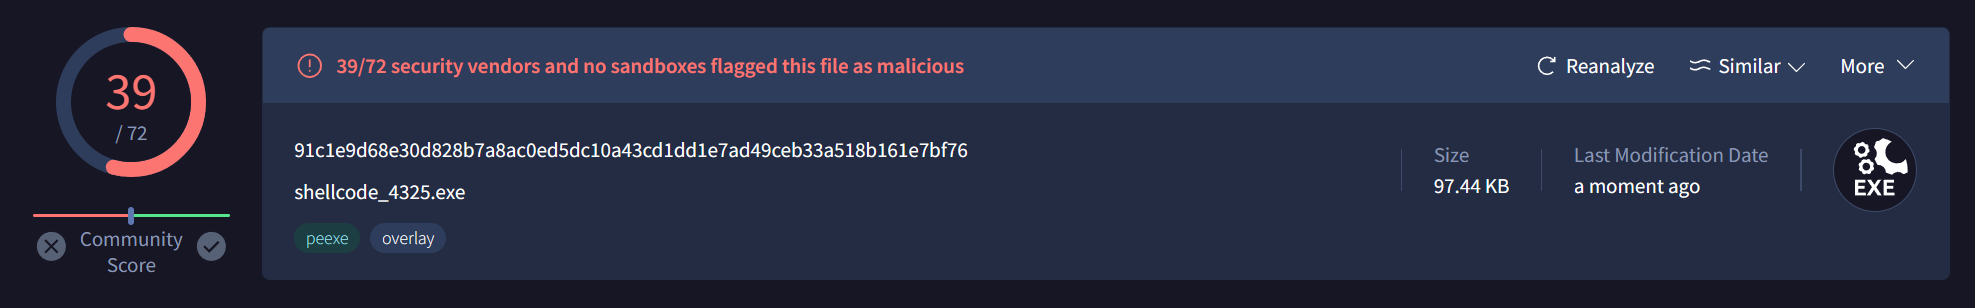 39
/ 72
Community
Score
39/72 security vendors and no sandboxes flagged this file as malicious
Reanalyze
Similar
More
91c1e9d68e30d828b7a8ac0ed5dc10a43cd1dd1e7ad49ceb33a518b161e7bf76
shellcode_4325.exe
peexe
overlay
Size
97.44 KB
Last Modification Date
a moment ago
EXE